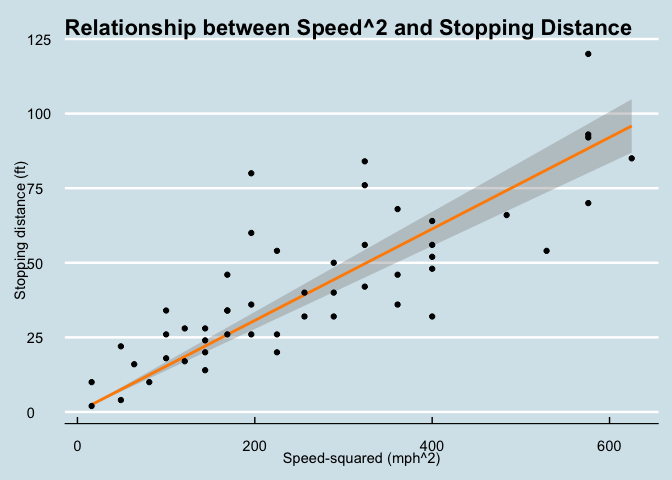 Relationship between Speed^2 and Stopping Distance
125
100
75
50
25
0
Stopping distance (ft)
0 200 400 600
Speed-squared (mph^2)